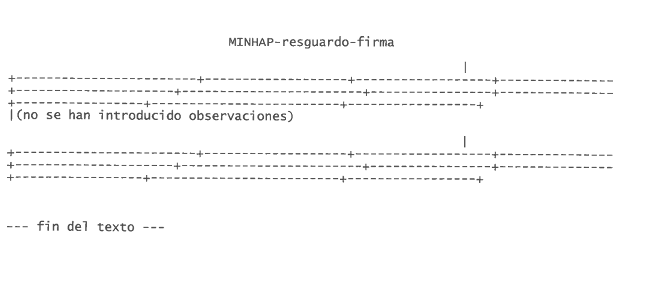 MINHAP-resguardo-firma
|
+------------------------+-------------------+------------------+---------------
+---------------------+------------------------+----------------+---------------
+-----------------+-------------------------+-----------------+
|(no se han introducido observaciones)
|
+------------------------+-------------------+------------------+---------------
+---------------------+------------------------+----------------+---------------
+-----------------+-------------------------+-----------------+
--- fin del texto ---